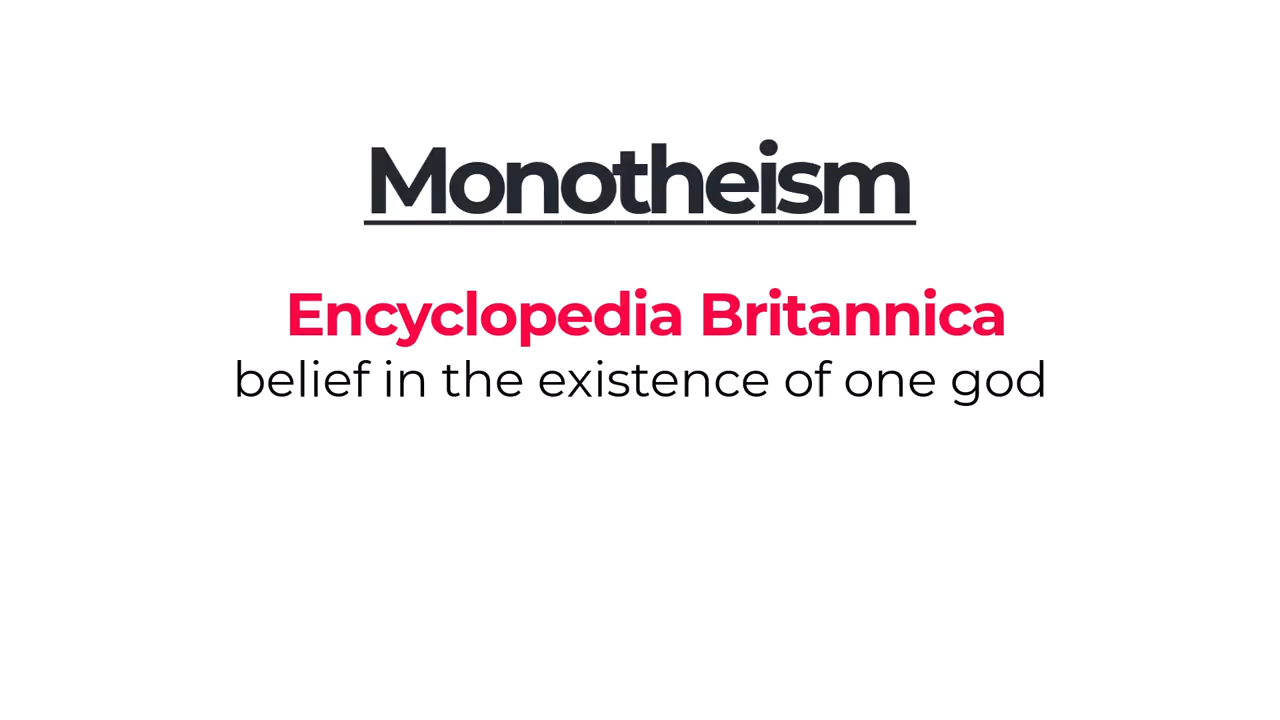 Monotheism
Encyclopedia Britannica
belief in the existence of one god